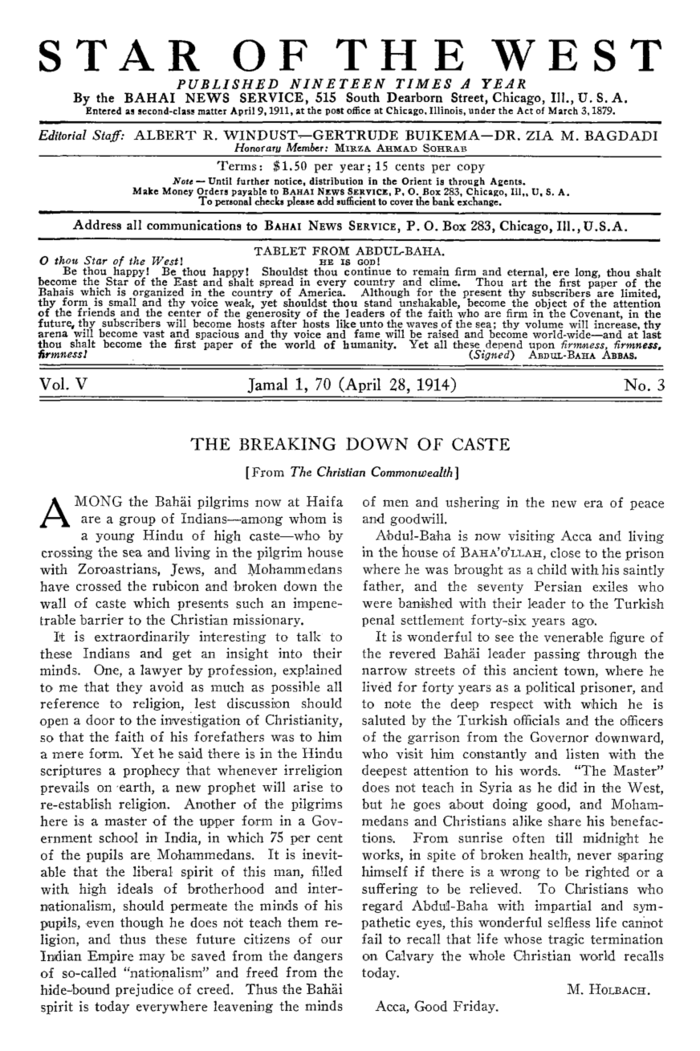 STAR OF THE WEST
PUBLISHED NINETEEN TIMES A YEAR
By the BAHAI NEWS SERVICE, 515 South Dearborn Street, Chicago, Ill., U. S. A.
Entered as second-class matter April 9, 1911, at the post office at Chicago, Illinois, under the Act of March 3, 1879.
Editorial Staff: ALBERT R. WINDUST—GERTRUDE BUIKEMA—DR. ZIA M. BAGDADI
Honorary Member: MIRZA AHMAD SOHRAB
Terms: $1.50 per year; 15 cents per copy
Note — Until further notice, distribution in the Orient is through Agents.
Make Money Orders payable to BAHAI NEWS SERVICE, P. O. Box 283, Chicago, Ill., U. S. A.
To personal checks please add sufficient to cover the bank exchange.
Address all communications to BAHAI NEWS SERVICE, P. O. Box 283, Chicago, Ill., U.S.A.
TABLET FROM ABDUL-BAHA.
O thou Star of the West! HE IS GOD!
Be thou happy! Be thou happy! Shouldst thou continue to remain firm and eternal, ere long, thou shalt
become the Star of the East and shalt spread in every country and clime. Thou art the first paper of the
Bahais which is organized in the country of America. Although for the present thy subscribers are limited,
thy form is small and thy voice weak, yet shouldst thou stand unshakable, become the object of the attention
of the friends and the center of the generosity of the leaders of the faith who are firm in the Covenant, in the
future, thy subscribers will become hosts after hosts like unto the waves of the sea; thy volume will increase, thy
arena will become vast and spacious and thy voice and fame will be raised and become world-wide—and at last
thou shalt become the first paper of the world of humanity. Yet all these depend upon firmness, firmness,
firmness! (Signed) ABDUL-BAHA ABBAS.
Vol. V Jamal 1, 70 (April 28, 1914) No. 3
THE BREAKING DOWN OF CASTE
[From The Christian Commonwealth]
AMONG the Bahäi pilgrims now at Haifa
are a group of Indians—among whom is
a young Hindu of high caste—who by
crossing the sea and living in the pilgrim house
with Zoroastrians, Jews, and Mohammedans
have crossed the rubicon and broken down the
wall of caste which presents such an impene-
trable barrier to the Christian missionary.
It is extraordinarily interesting to talk to
these Indians and get an insight into their
minds. One, a lawyer by profession, explained
to me that they avoid as much as possible all
reference to religion, lest discussion should
open a door to the investigation of Christianity,
so that the faith of his forefathers was to him
a mere form. Yet he said there is in the Hindu
scriptures a prophecy that whenever irreligion
prevails on earth, a new prophet will arise to
re-establish religion. Another of the pilgrims
here is a master of the upper form in a Gov-
ernment school in India, in which 75 per cent
of the pupils are Mohammedans. It is inevit-
able that the liberal spirit of this man, filled
with high ideals of brotherhood and inter-
nationalism, should permeate the minds of his
pupils, even though he does not teach them re-
ligion, and thus these future citizens of our
Indian Empire may be saved from the dangers
of so-called "nationalism" and freed from the
hide-bound prejudice of creed. Thus the Bahäi
spirit is today everywhere leavening the minds
of men and ushering in the new era of peace
and goodwill.
Abdul-Baha is now visiting Acca and living
in the house of BAHA'O'LLAH, close to the prison
where he was brought as a child with his saintly
father, and the seventy Persian exiles who
were banished with their leader to the Turkish
penal settlement forty-six years ago.
It is wonderful to see the venerable figure of
the revered Bahäi leader passing through the
narrow streets of this ancient town, where he
lived for forty years as a political prisoner, and
to note the deep respect with which he is
saluted by the Turkish officials and the officers
of the garrison from the Governor downward,
who visit him constantly and listen with the
deepest attention to his words. "The Master"
does not teach in Syria as he did in the West,
but he goes about doing good, and Moham-
medans and Christians alike share his benefac-
tions. From sunrise often till midnight he
works, in spite of broken health, never sparing
himself if there is a wrong to be righted or a
suffering to be relieved. To Christians who
regard Abdul-Baha with impartial and sym-
pathetic eyes, this wonderful selfless life cannot
fail to recall that life whose tragic termination
on Calvary the whole Christian world recalls
today.
M. HOLBACH.
Acca, Good Friday.